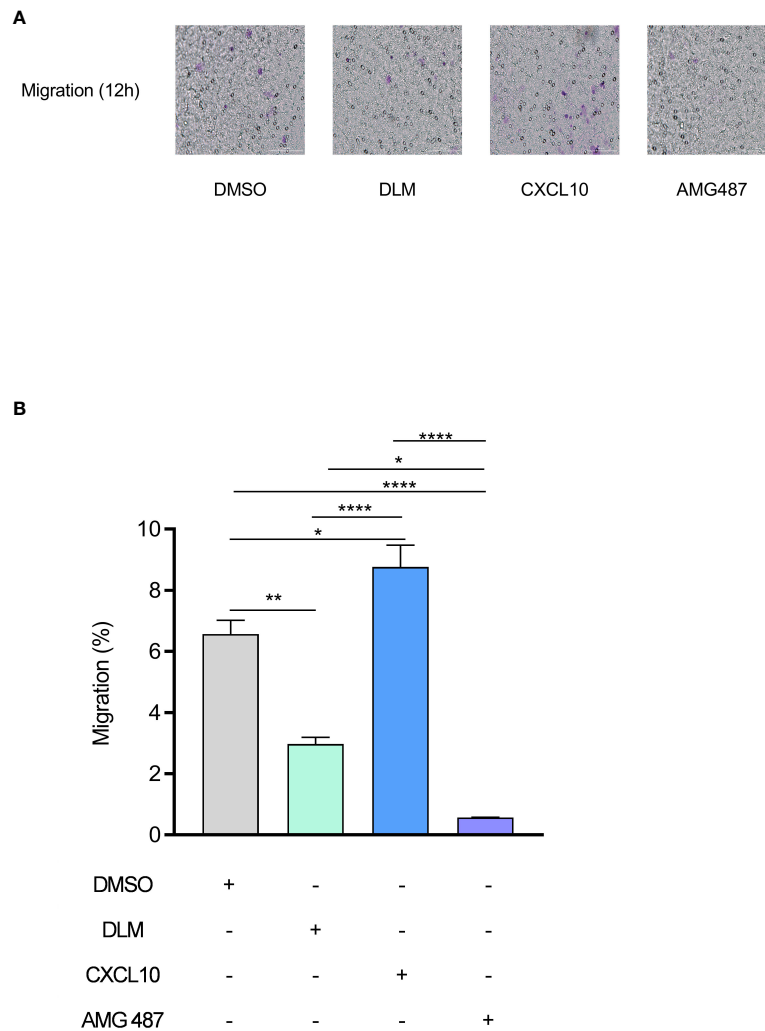 A
Migration (12h)
DMSO DLM CXCL10 AMG487
B
****
*
****
****
*
**
10
8
6
4
2
0
Migration (%)
DMSO + - - -
DLM - + - -
CXCL10 - - + -
AMG 487 - - - +